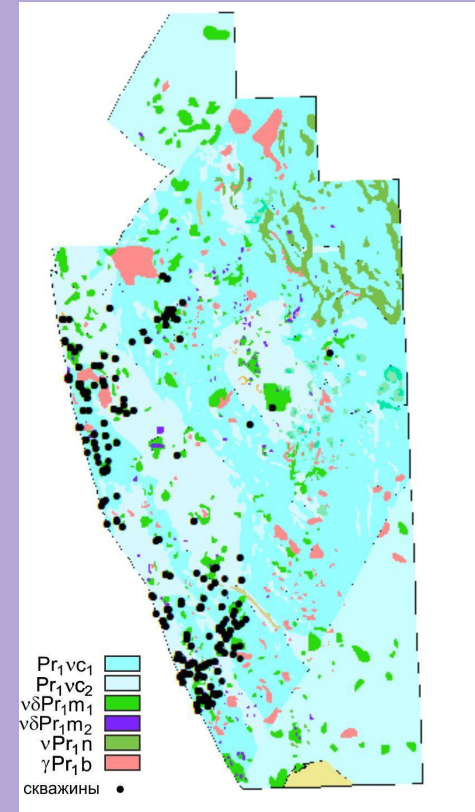 Pr₁νc₁
Pr₁νc₂
νδPr₁m₁
νδPr₁m₂
νPr₁n
γPr₁b
скважины